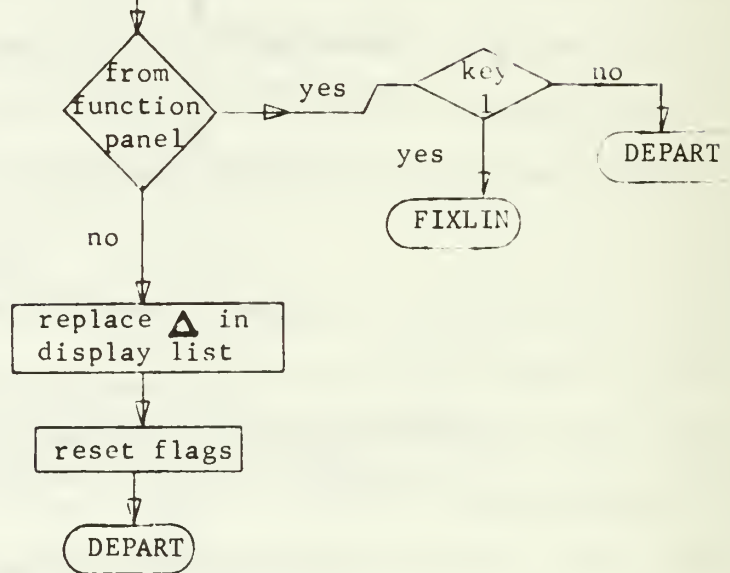 from
function
panel
yes
key
1
no
yes
DEPART
FIXLIN
no
replace △ in
display list
reset flags
DEPART